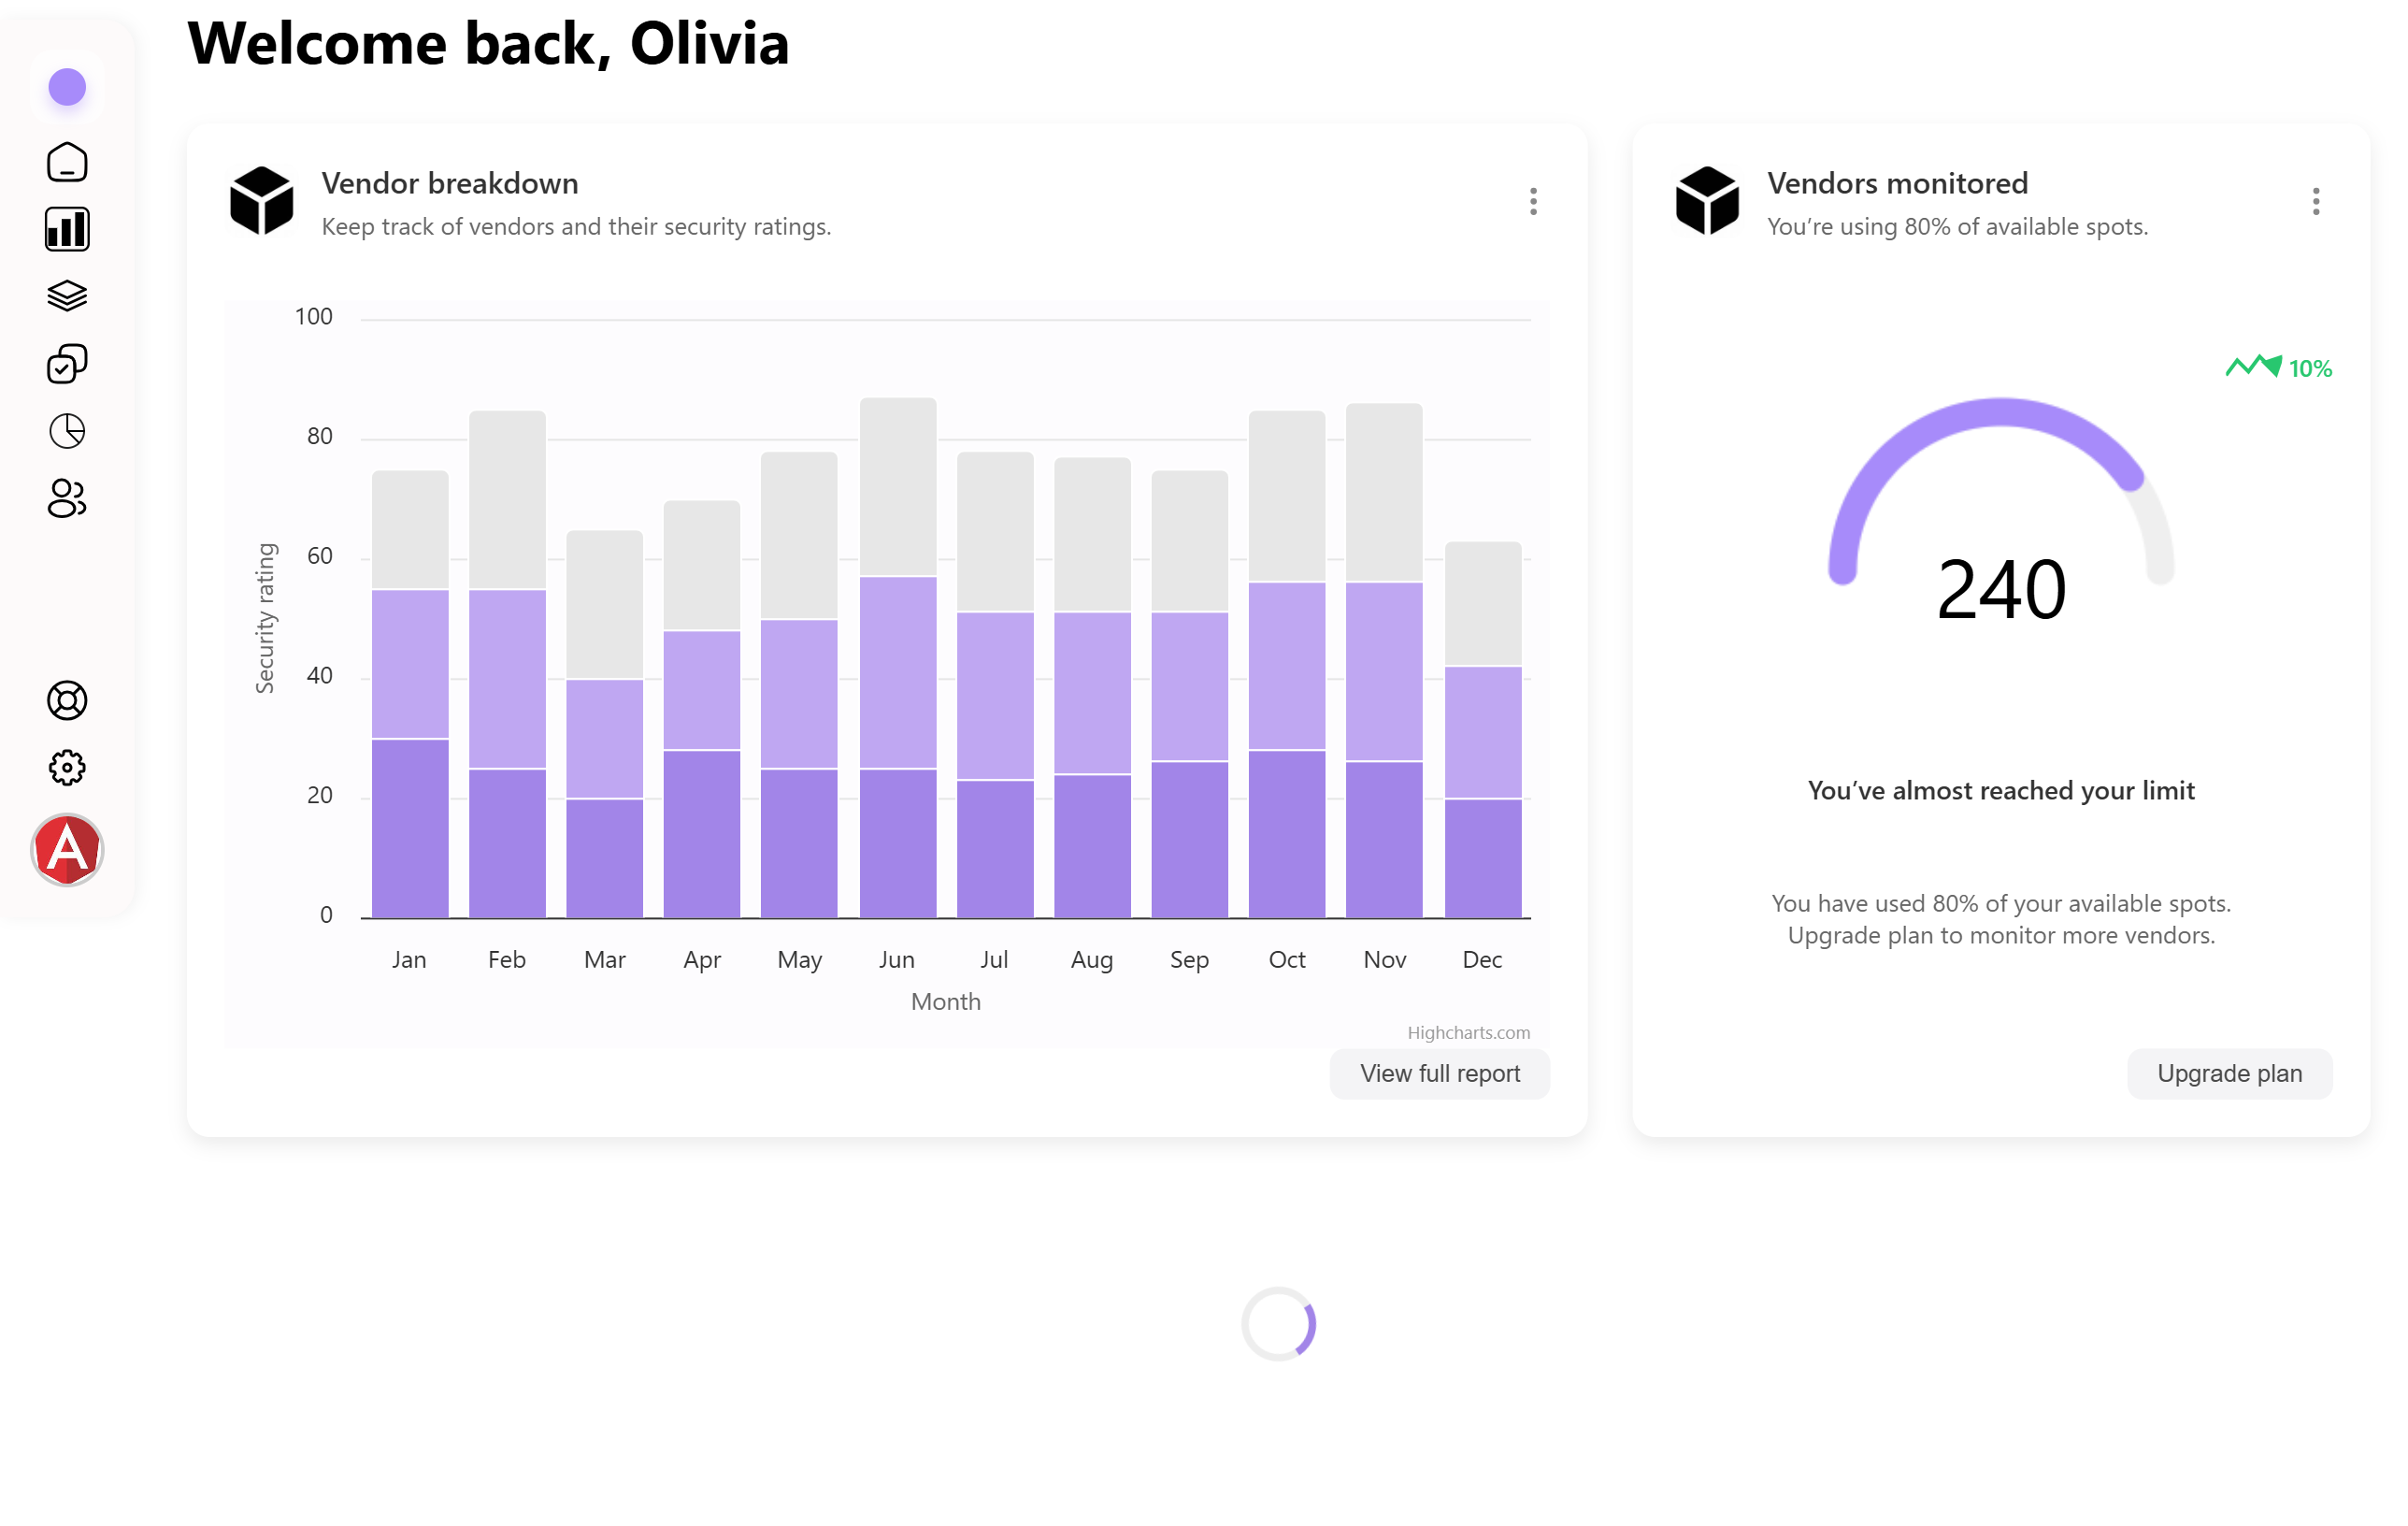 Welcome back, Olivia
Vendor breakdown
Keep track of vendors and their security ratings.
100
80
60
40
20
0
Security rating
Jan Feb Mar Apr May Jun Jul Aug Sep Oct Nov Dec
Month
Highcharts.com
View full report
Vendors monitored
You’re using 80% of available spots.
10%
240
You’ve almost reached your limit
You have used 80% of your available spots.
Upgrade plan to monitor more vendors.
Upgrade plan
A